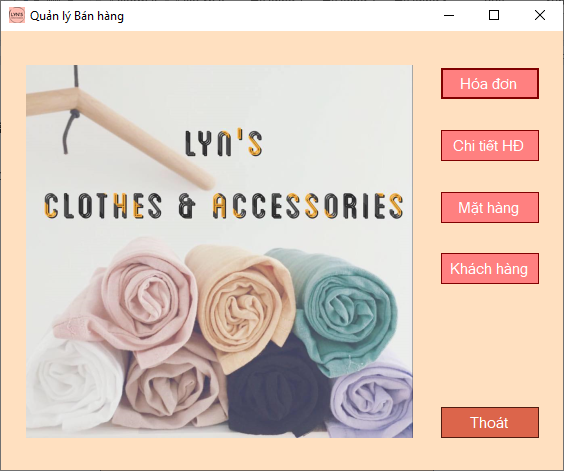 Quản lý Bán hàng
LYN'S
CLOTHES & ACCESSORIES
Hóa đơn
Chi tiết HĐ
Mặt hàng
Khách hàng
Thoát